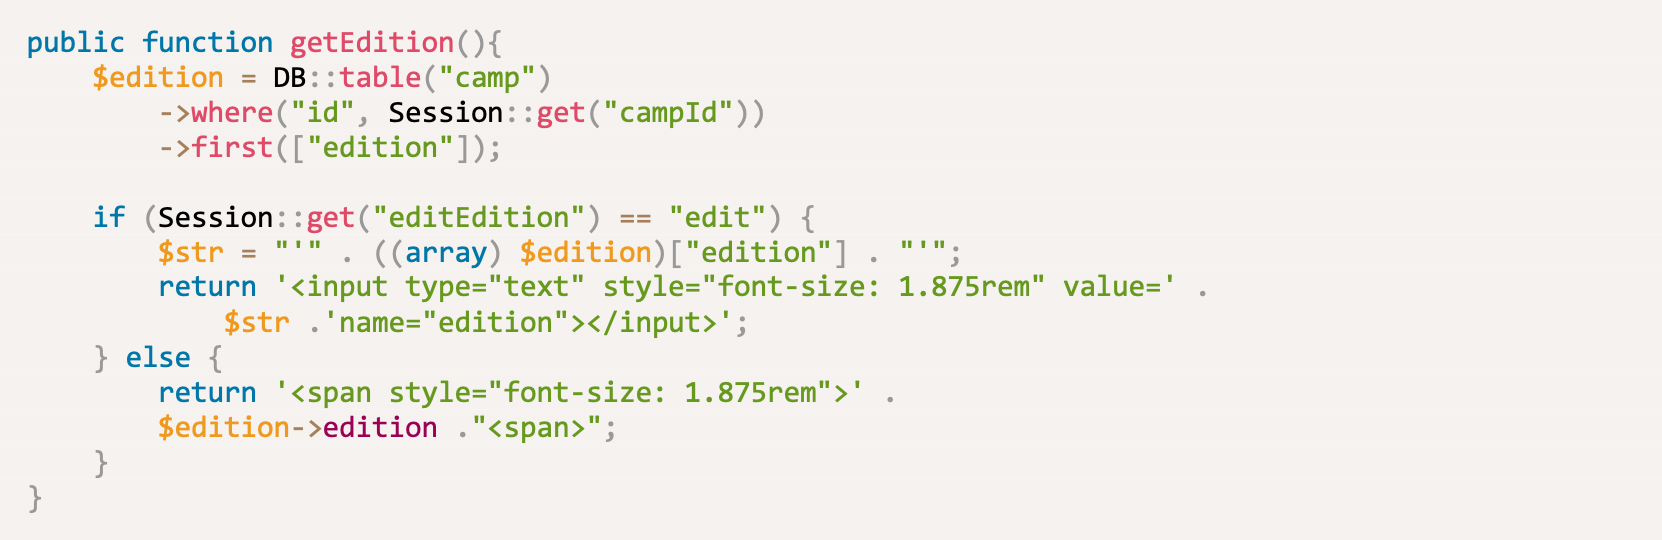 public function getEdition(){
    $edition = DB::table("camp")
        ->where("id", Session::get("campId"))
        ->first(["edition"]);

    if (Session::get("editEdition") == "edit") {
        $str = "'" . ((array) $edition)["edition"] . "'";
        return '<input type="text" style="font-size: 1.875rem" value=' .
            $str .'name="edition"></input>';
    } else {
        return '<span style="font-size: 1.875rem">' .
        $edition->edition ."<span>";
    }
}